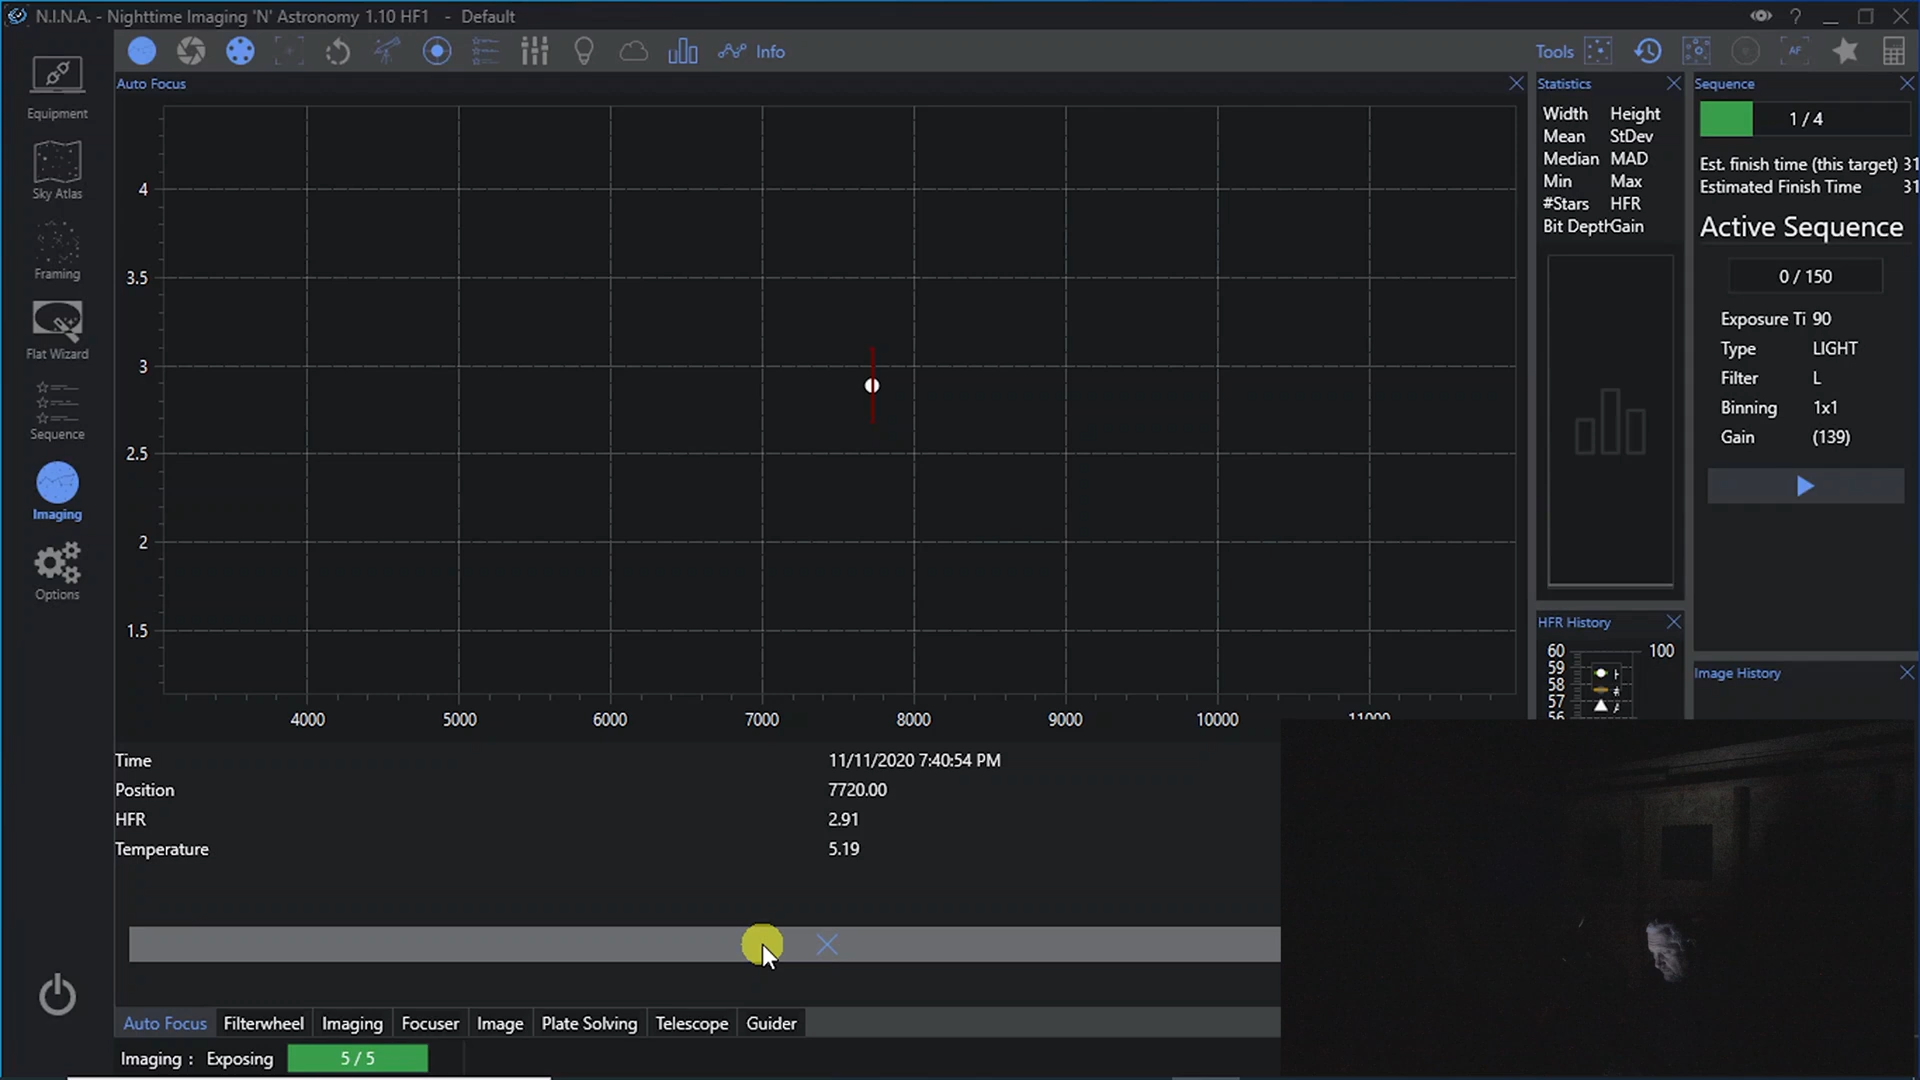 N.I.N.A. - Nighttime Imaging 'N' Astronomy 1.10 HF1 - Default
Info
Tools
AF
Equipment
Sky Atlas
Framing
Flat Wizard
Sequence
Imaging
Options
Auto Focus
4
3.5
3
2.5
2
1.5
4000 5000 6000 7000 8000 9000 10000 11000
Time 11/11/2020 7:40:54 PM
Position 7720.00
HFR 2.91
Temperature 5.19
Auto Focus Filterwheel Imaging Focuser Image Plate Solving Telescope Guider
Imaging : Exposing 5 / 5
Statistics
Width Height
Mean StDev
Median MAD
Min Max
#Stars HFR
Bit Depth Gain
HFR History
60 100
59
58
57
56
Sequence
1 / 4
Est. finish time (this target) 31
Estimated Finish Time 31
Active Sequence
0 / 150
Exposure Ti 90
Type LIGHT
Filter L
Binning 1x1
Gain (139)
Image History